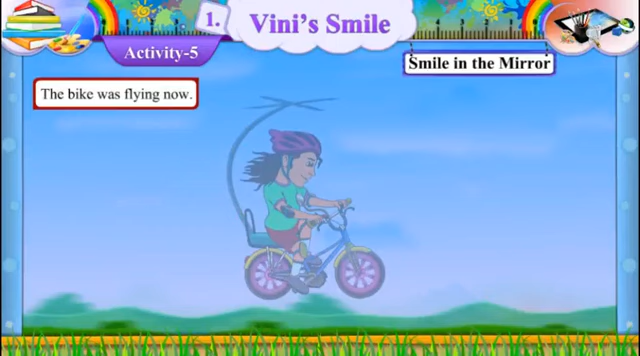 1. Vini's Smile
Activity-5
Smile in the Mirror
The bike was flying now.